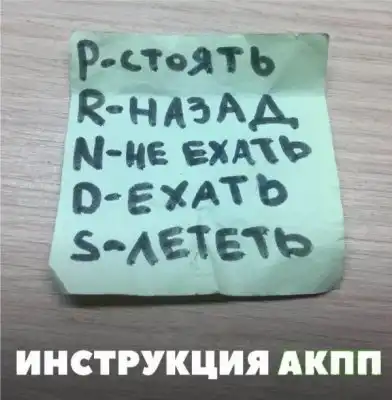 P-СТОЯТЬ
R-НАЗАД
N-НЕ ЕХАТЬ
D-ЕХАТЬ
S-ЛЕТЕТЬ
ИНСТРУКЦИЯ АКПП